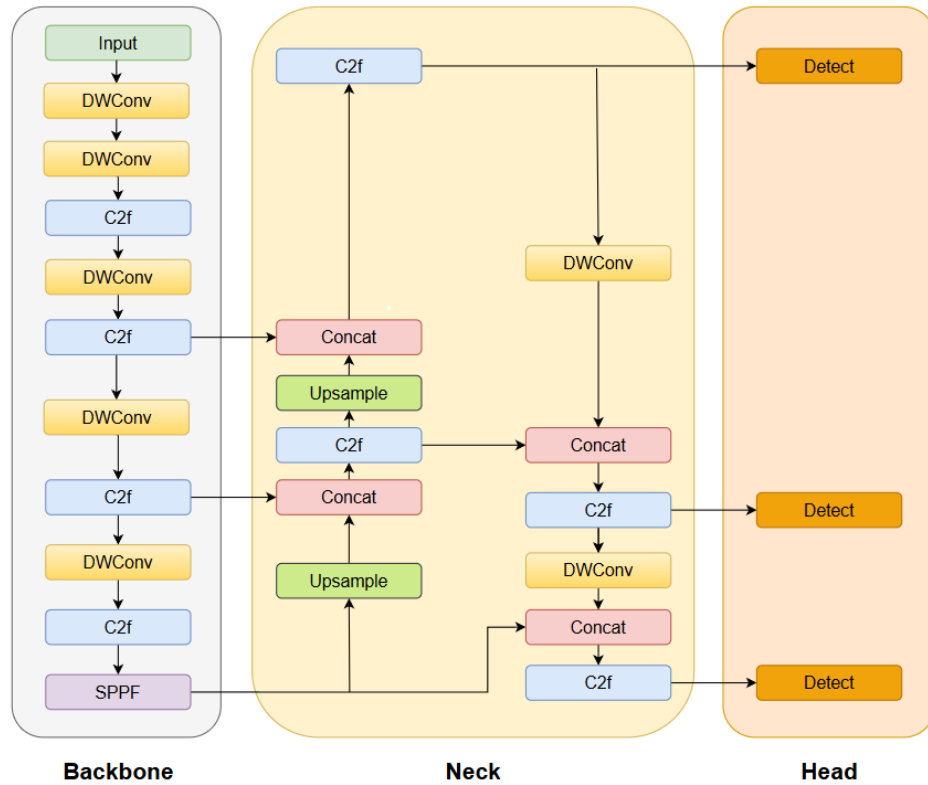 Input
DWConv
DWConv
C2f
DWConv
C2f
DWConv
C2f
DWConv
C2f
SPPF
Backbone
C2f
Concat
Upsample
C2f
Concat
Upsample
DWConv
Concat
C2f
DWConv
Concat
C2f
Neck
Detect
Detect
Detect
Head